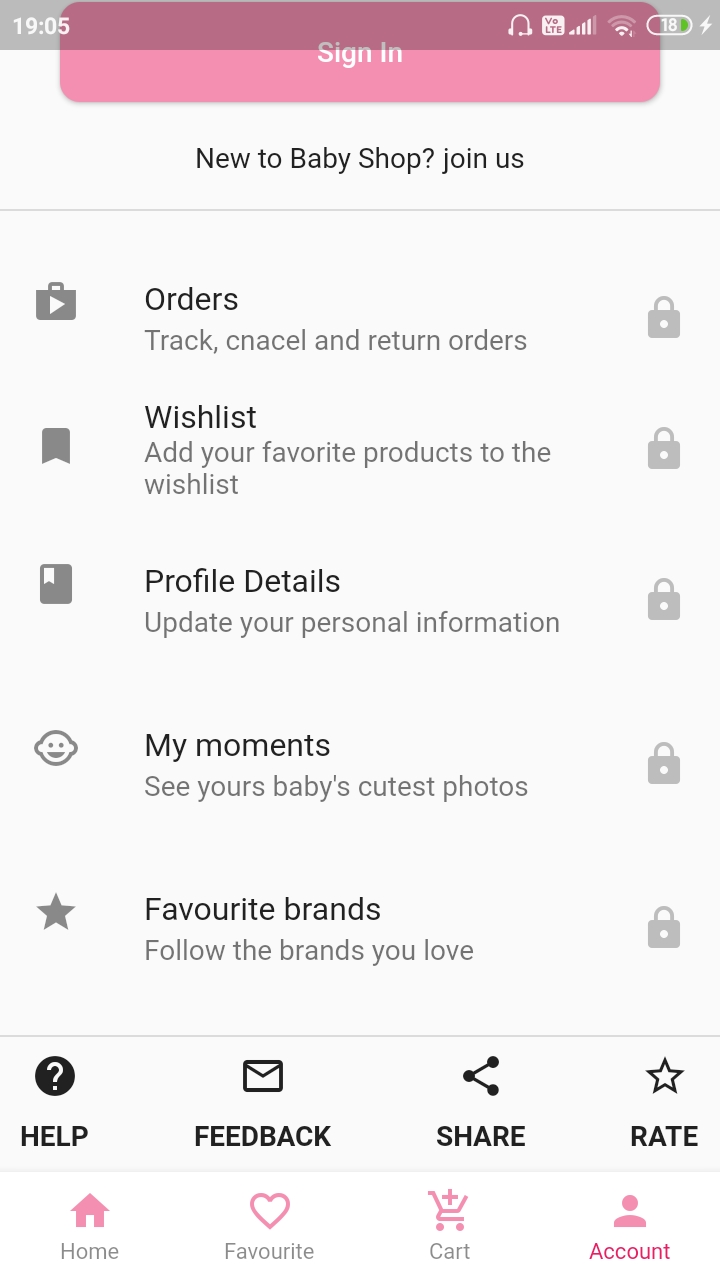 19:05
Vo LTE
18
Sign In
New to Baby Shop? join us
Orders
Track, cnacel and return orders
Wishlist
Add your favorite products to the
wishlist
Profile Details
Update your personal information
My moments
See yours baby's cutest photos
Favourite brands
Follow the brands you love
HELP
FEEDBACK
SHARE
RATE
Home
Favourite
Cart
Account